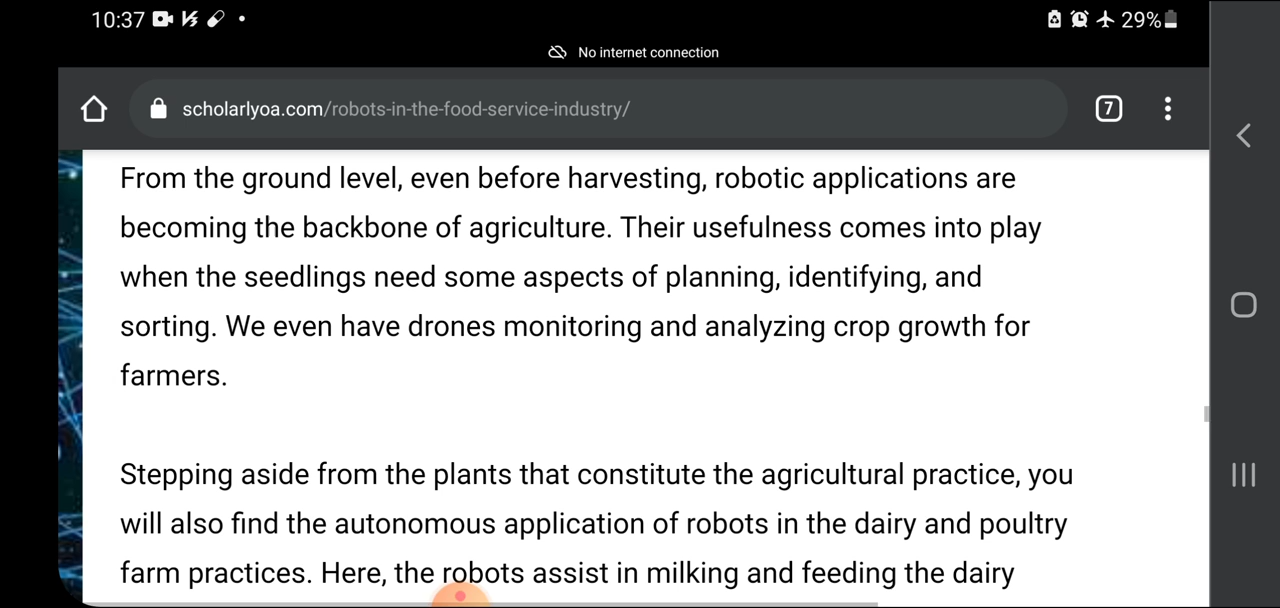 10:37
29%
No internet connection
scholarlyoa.com/robots-in-the-food-service-industry/
7
From the ground level, even before harvesting, robotic applications are
becoming the backbone of agriculture. Their usefulness comes into play
when the seedlings need some aspects of planning, identifying, and
sorting. We even have drones monitoring and analyzing crop growth for
farmers.
Stepping aside from the plants that constitute the agricultural practice, you
will also find the autonomous application of robots in the dairy and poultry
farm practices. Here, the robots assist in milking and feeding the dairy